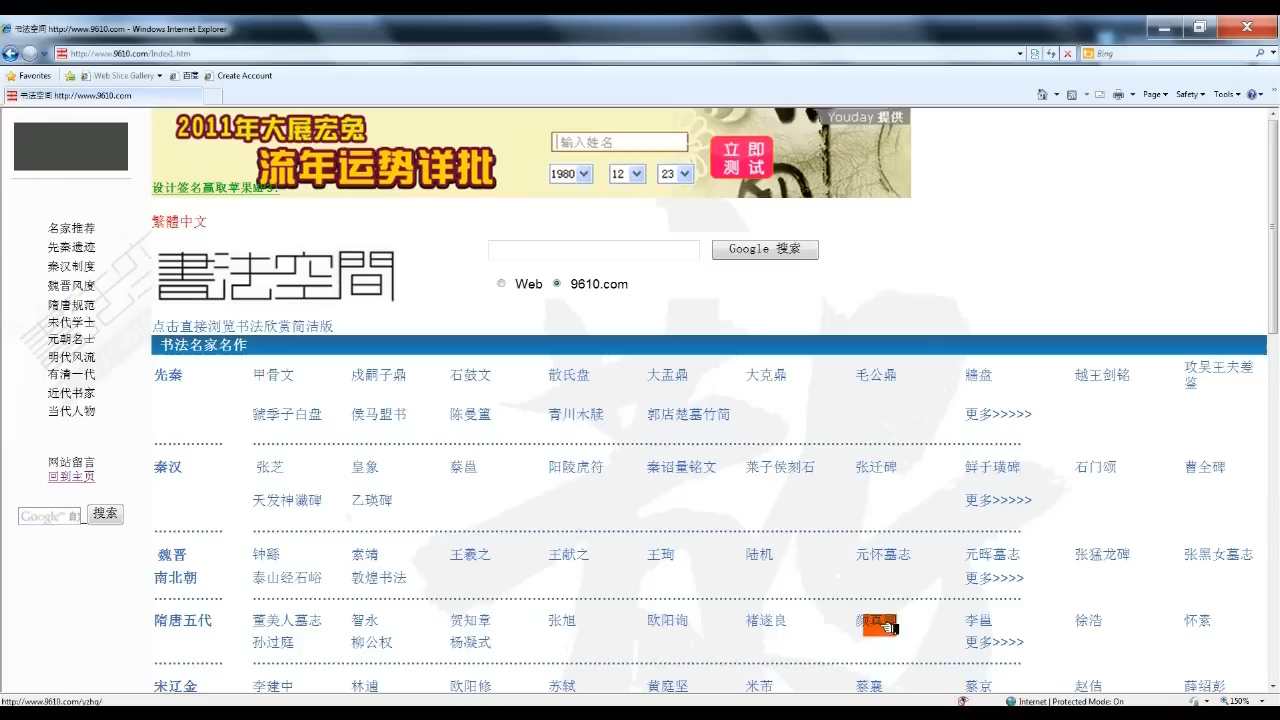 书法空间 http://www.9610.com - Windows Internet Explorer
http://www.9610.com/index1.htm
Bing
Favorites Web Slice Gallery 百度 Create Account
书法空间 http://www.9610.com
Page Safety Tools
2011年大展宏兔
流年运势详批
设计签名赢取苹果
输入姓名
1980 12 23
立即
测试
Youday 提供
繁體中文
書法空間
Google 搜索
Web 9610.com
点击直接浏览书法欣赏简洁版
名家推荐
先秦遗迹
秦汉制度
魏晋风度
隋唐规范
宋代学士
元朝名士
明代风流
有清一代
近代书家
当代人物
网站留言
回到主页
Google 搜索
书法名家名作
先秦 甲骨文 戍嗣子鼎 石鼓文 散氏盘 大盂鼎 大克鼎 毛公鼎 墙盘 越王剑铭 攻吴王夫差鉴
虢季子白盘 侯马盟书 陈曼簠 青川木牍 郭店楚墓竹简 更多>>>>>
秦汉 张芝 皇象 蔡邕 阳陵虎符 秦诏量铭文 莱子侯刻石 张迁碑 鲜于璜碑 石门颂 曹全碑
天发神谶碑 乙瑛碑 更多>>>>>
魏晋 钟繇 索靖 王羲之 王献之 王珣 陆机 元怀墓志 元晖墓志 张猛龙碑 张黑女墓志
南北朝 泰山经石峪 敦煌书法 更多>>>>
隋唐五代 董美人墓志 智永 贺知章 张旭 欧阳询 褚遂良 颜真 李邕 徐浩 怀素
孙过庭 柳公权 杨凝式 更多>>>>
宋辽金 李建中 林逋 欧阳修 苏轼 黄庭坚 米芾 蔡襄 蔡京 赵佶 薛绍彭
http://www.9610.com/yzhq/
Internet | Protected Mode: On
150%